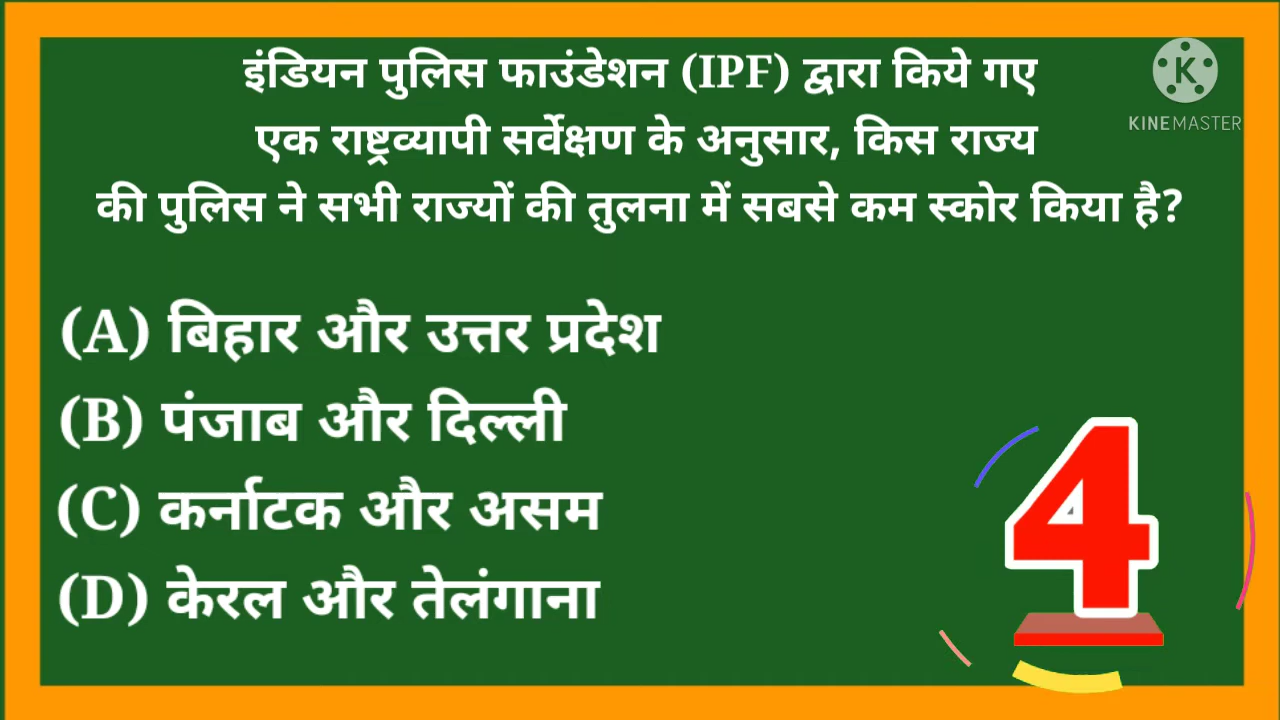 इंडियन पुलिस फाउंडेशन (IPF) द्वारा किये गए
एक राष्ट्रव्यापी सर्वेक्षण के अनुसार, किस राज्य
की पुलिस ने सभी राज्यों की तुलना में सबसे कम स्कोर किया है?
K
KINEMASTER
(A) बिहार और उत्तर प्रदेश
(B) पंजाब और दिल्ली
(C) कर्नाटक और असम
(D) केरल और तेलंगाना
4